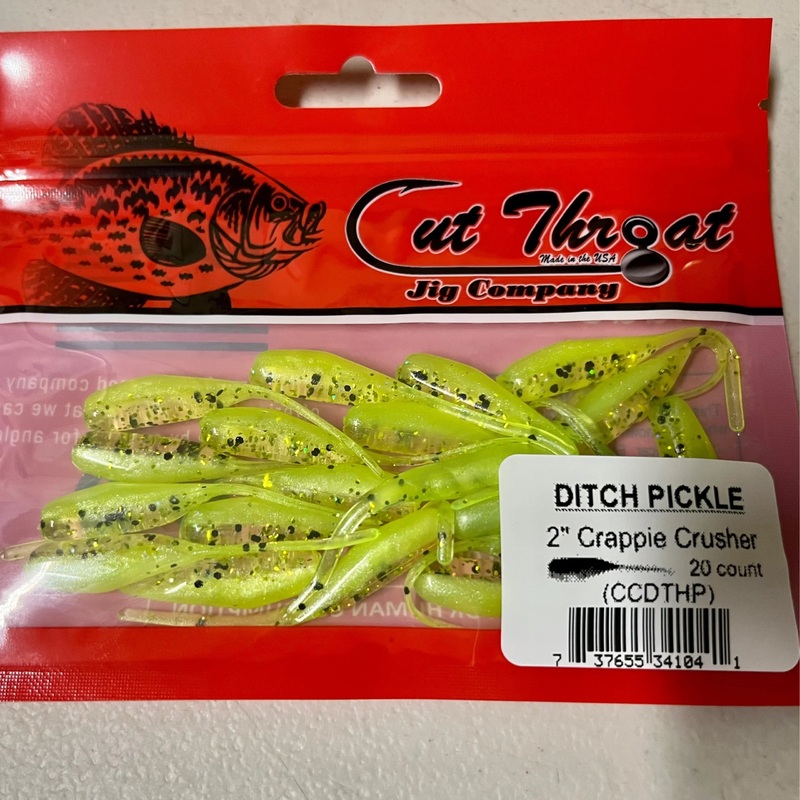 Cut Throat
Made in the USA
Jig Company
DITCH PICKLE
2" Crappie Crusher
20 count
(CCDTHP)
7 37655 34104 1